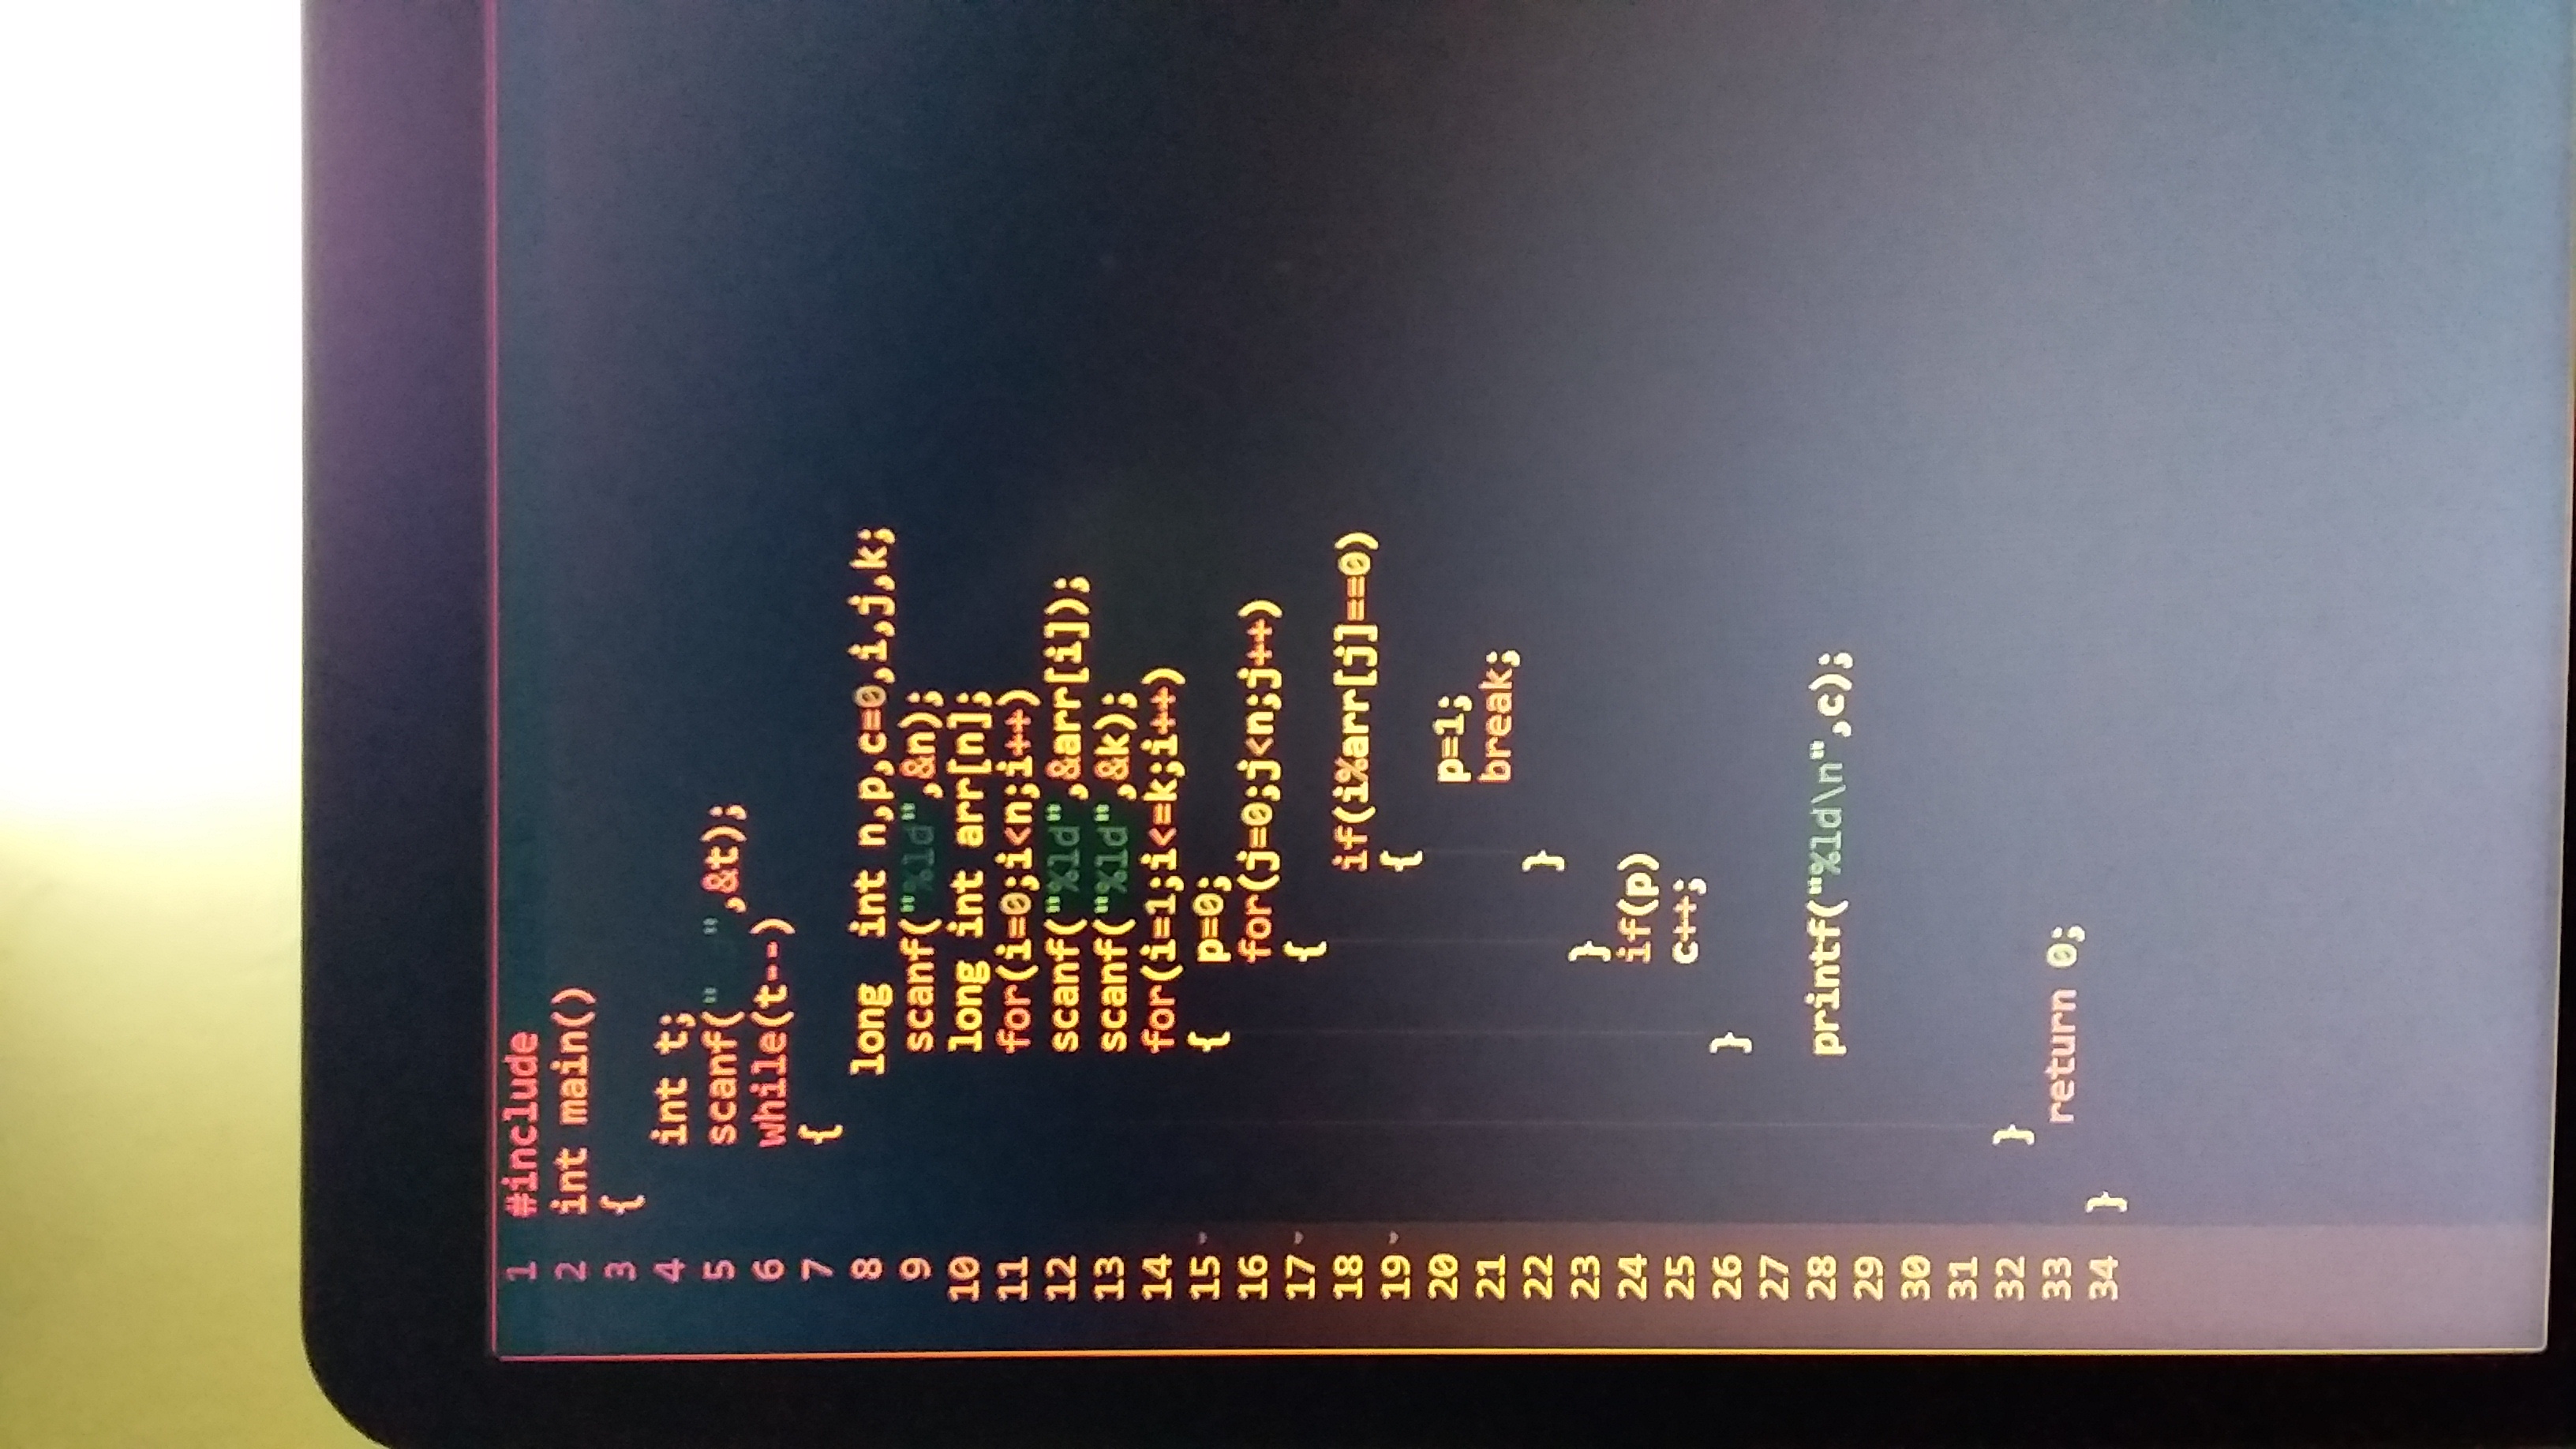 1 #include
2 int main()
3 {
4 int t;
5 scanf(" ",&t);
6 while(t--)
7 {
8 long  int n,p,c=0,i,j,k;
9 scanf("%ld",&n);
10 long int arr[n];
11 for(i=0;i<n;i++)
12 scanf("%ld",&arr[i]);
13 scanf("%ld",&k);
14 for(i=1;i<=k;i++)
15 {   p=0;
16 for(j=0;j<n;j++)
17 {
18 if(i%arr[j]==0)
19 {
20 p=1;
21 break;
22 }
23 }
24 if(p)
25 c++;
26 }
27
28 printf("%ld\n",c);
29
30
31
32 }
33 return 0;
34 }